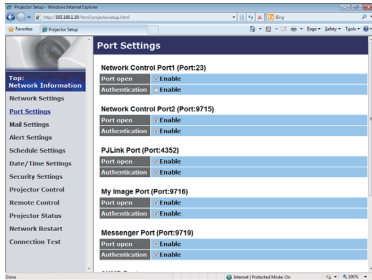 Projector Setup - Windows Internet Explorer
http://192.168.1.10/html/projectorsetup.html
Bing
Favorites
Projector Setup
Page
Safety
Tools
Port Settings
Top:
Network Information
Network Settings
Port Settings
Mail Settings
Alert Settings
Schedule Settings
Date/Time Settings
Security Settings
Projector Control
Remote Control
Projector Status
Network Restart
Connection Test
Network Control Port1 (Port:23)
Port open Enable
Authentication Enable
Network Control Port2 (Port:9715)
Port open Enable
Authentication Enable
PJLink Port (Port:4352)
Port open Enable
Authentication Enable
My Image Port (Port:9716)
Port open Enable
Authentication Enable
Messenger Port (Port:9719)
Port open Enable
Authentication Enable
Done
Internet | Protected Mode: On
100%